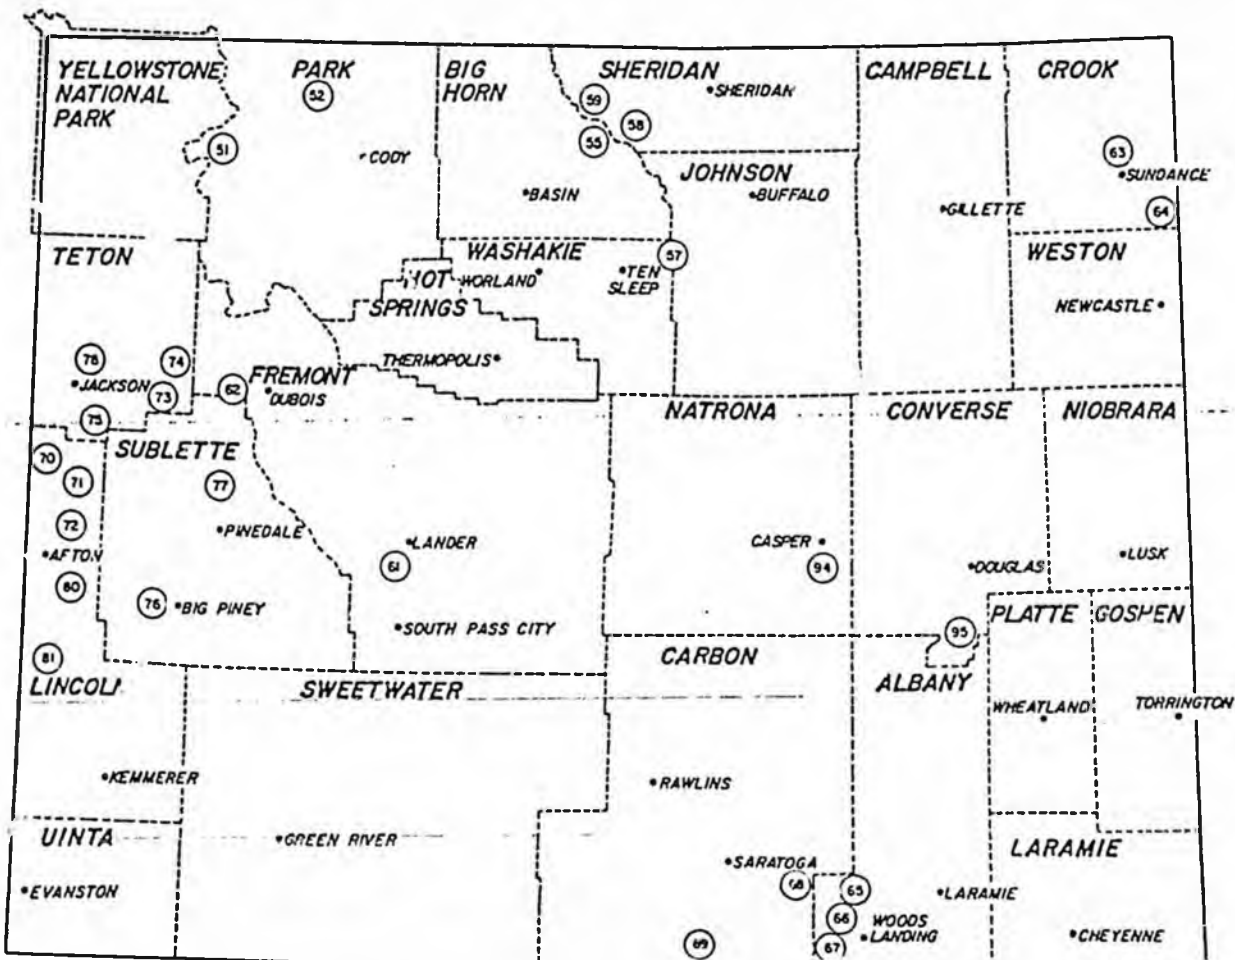 YELLOWSTONE
NATIONAL
PARK
PARK
52
51
CODY
BIG
HORN
59
55
58
BASIN
SHERIDAN
SHERIDAN
JOHNSON
BUFFALO
CAMPBELL
GILLETTE
CROOK
63
SUNDANCE
64
WESTON
NEWCASTLE
TETON
78
74
JACKSON
73
75
WASHAKIE
57
HOT
WORLAND
TEN
SLEEP
SPRINGS
THERMOPOLIS
62
FREMONT
DUBOIS
NATRONA
CONVERSE
NIOBRARA
70
71
72
AFTON
80
81
LINCOLN
SUBLETTE
77
PINEDALE
76
BIG PINEY
LANDER
61
SOUTH PASS CITY
CASPER
94
DOUGLAS
LUSK
95
PLATTE
GOSHEN
CARBON
ALBANY
SWEETWATER
WHEATLAND
TORRINGTON
KEMMERER
RAWLINS
UINTA
GREEN RIVER
EVANSTON
SARATOGA
68
65
66
67
69
WOODS
LANDING
LARAMIE
LARAMIE
CHEYENNE